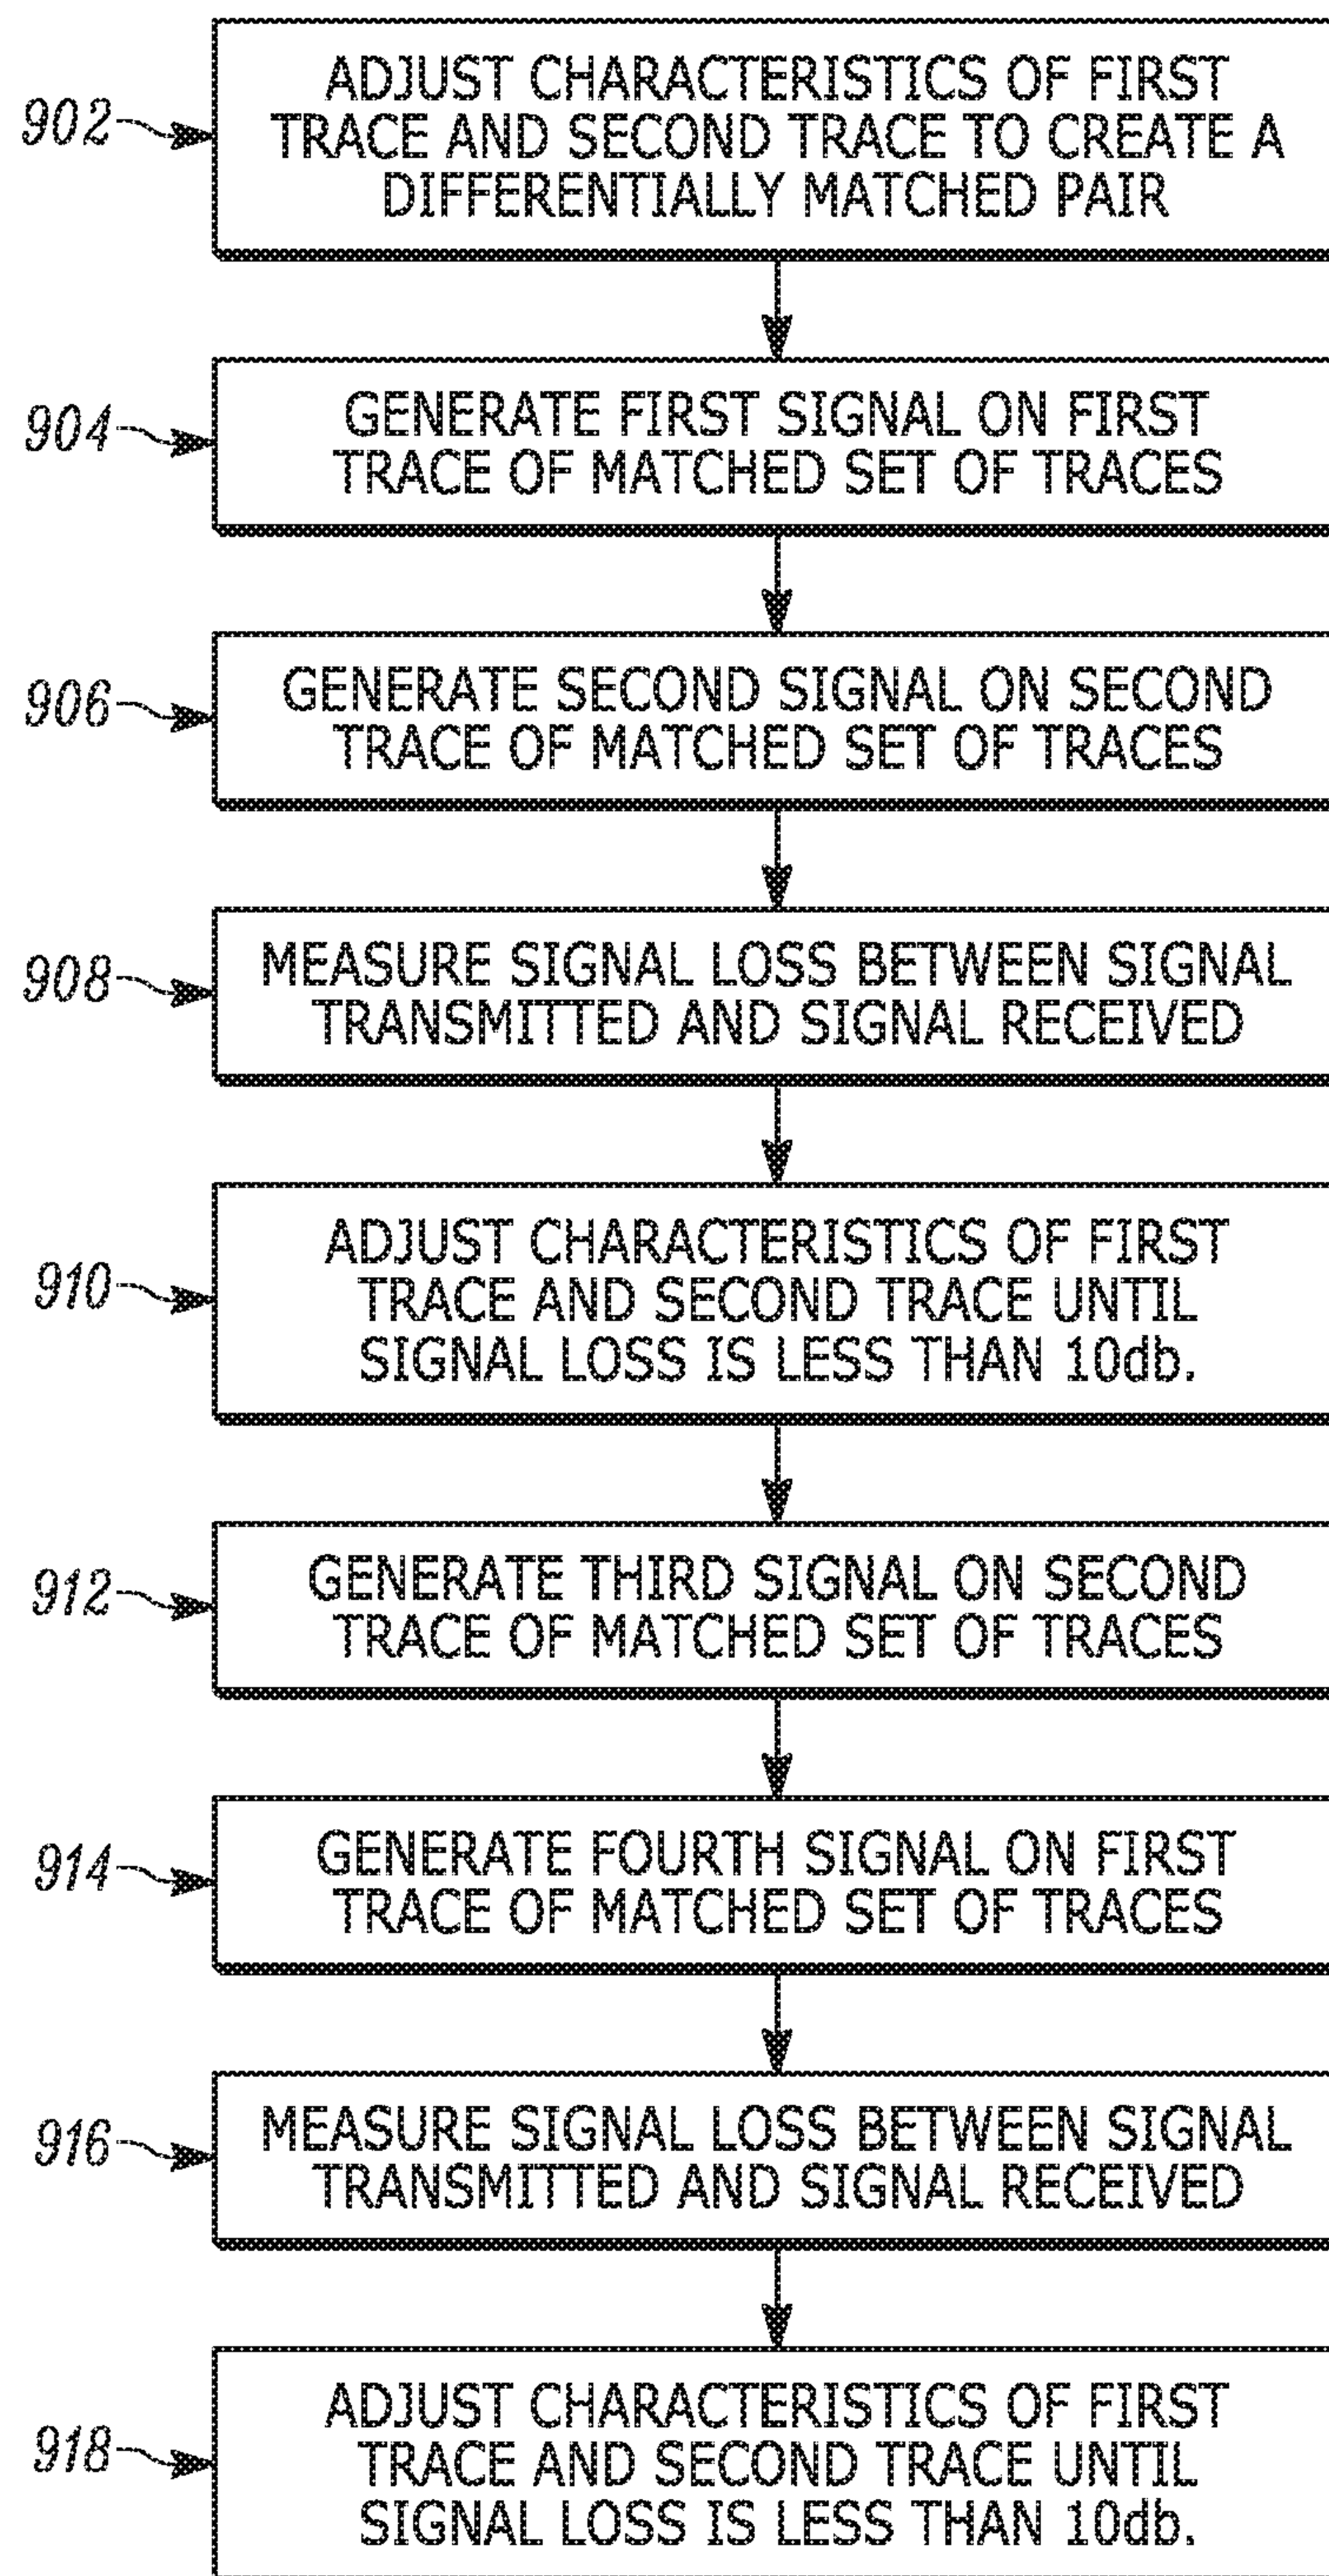 902
ADJUST CHARACTERISTICS OF FIRST
TRACE AND SECOND TRACE TO CREATE A
DIFFERENTIALLY MATCHED PAIR
904
GENERATE FIRST SIGNAL ON FIRST
TRACE OF MATCHED SET OF TRACES
906
GENERATE SECOND SIGNAL ON SECOND
TRACE OF MATCHED SET OF TRACES
908
MEASURE SIGNAL LOSS BETWEEN SIGNAL
TRANSMITTED AND SIGNAL RECEIVED
910
ADJUST CHARACTERISTICS OF FIRST
TRACE AND SECOND TRACE UNTIL
SIGNAL LOSS IS LESS THAN 10db.
912
GENERATE THIRD SIGNAL ON SECOND
TRACE OF MATCHED SET OF TRACES
914
GENERATE FOURTH SIGNAL ON FIRST
TRACE OF MATCHED SET OF TRACES
916
MEASURE SIGNAL LOSS BETWEEN SIGNAL
TRANSMITTED AND SIGNAL RECEIVED
918
ADJUST CHARACTERISTICS OF FIRST
TRACE AND SECOND TRACE UNTIL
SIGNAL LOSS IS LESS THAN 10db.